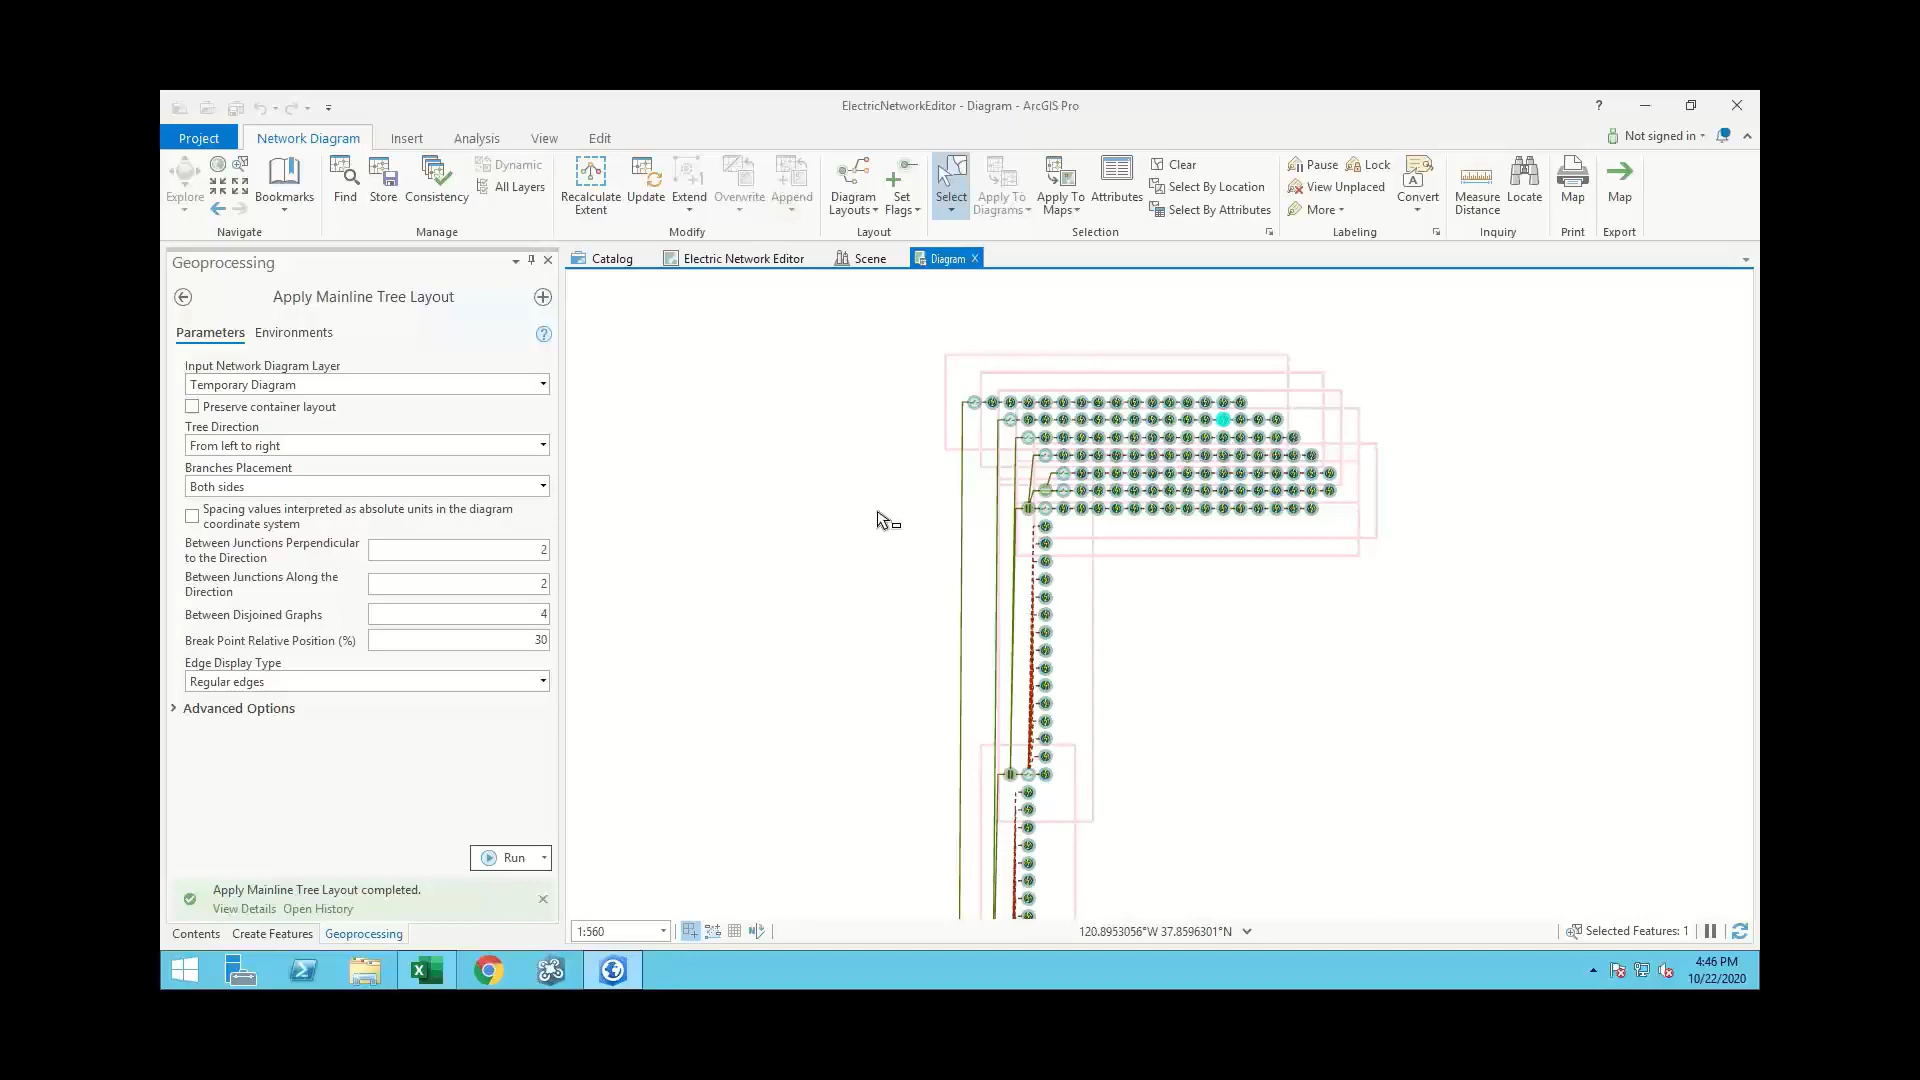 ElectricNetworkEditor - Diagram - ArcGIS Pro
?
Project
Network Diagram
Insert
Analysis
View
Edit
Not signed in
Explore
Bookmarks
Navigate
Find
Store
Consistency
Dynamic
All Layers
Manage
Recalculate
Extent
Update
Extend
Overwrite
Append
Modify
Diagram
Layouts
Set
Flags
Layout
Select
Apply To
Diagrams
Apply To
Maps
Attributes
Clear
Select By Location
Select By Attributes
Selection
Pause
Lock
View Unplaced
More
Convert
Labeling
Measure
Distance
Locate
Inquiry
Map
Print
Map
Export
Geoprocessing
Apply Mainline Tree Layout
Parameters
Environments
?
Input Network Diagram Layer
Temporary Diagram
Preserve container layout
Tree Direction
From left to right
Branches Placement
Both sides
Spacing values interpreted as absolute units in the diagram
coordinate system
Between Junctions Perpendicular
to the Direction
2
Between Junctions Along the
Direction
2
Between Disjoined Graphs
4
Break Point Relative Position (%)
30
Edge Display Type
Regular edges
Advanced Options
Run
Apply Mainline Tree Layout completed.
View Details Open History
Contents
Create Features
Geoprocessing
Catalog
Electric Network Editor
Scene
Diagram
1:560
120.8953056°W 37.8596301°N
Selected Features: 1
4:46 PM
10/22/2020